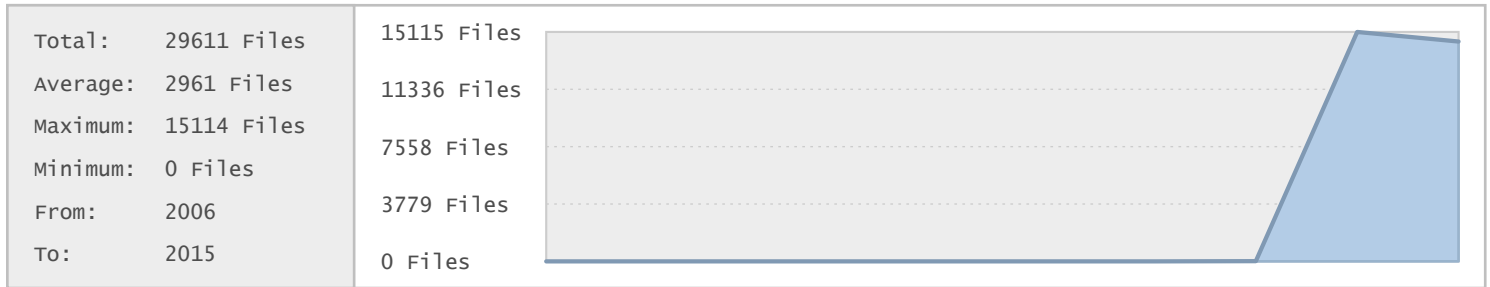 Total: 29611 Files
Average: 2961 Files
Maximum: 15114 Files
Minimum: 0 Files
From: 2006
To: 2015
15115 Files
11336 Files
7558 Files
3779 Files
0 Files